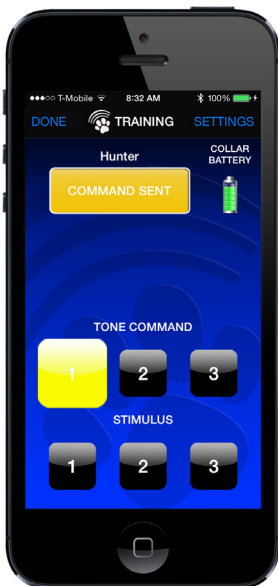 T-Mobile 8:32 AM 100%
DONE TRAINING SETTINGS
Hunter
COLLAR
BATTERY
COMMAND SENT
TONE COMMAND
1 2 3
STIMULUS
1 2 3